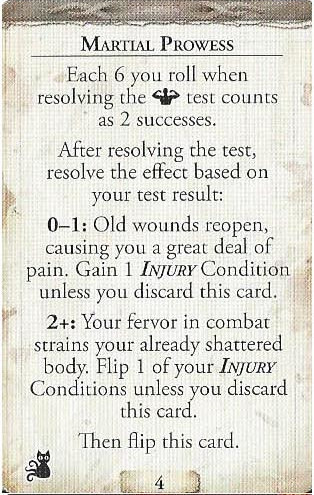 MARTIAL PROWESS
Each 6 you roll when
resolving the test counts
as 2 successes.
After resolving the test,
resolve the effect based on
your test result:
0–1: Old wounds reopen,
causing you a great deal of
pain. Gain 1 INJURY Condition
unless you discard this card.
2+: Your fervor in combat
strains your already shattered
body. Flip 1 of your INJURY
Conditions unless you discard
this card.
Then flip this card.
4